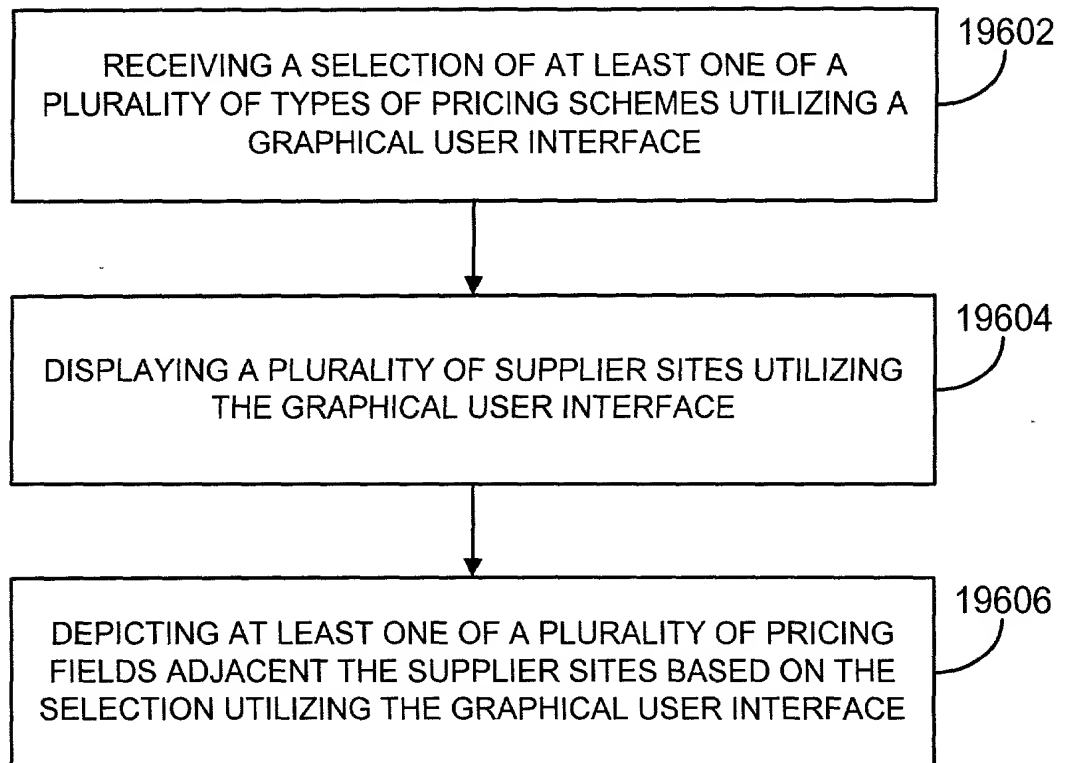 19602
RECEIVING A SELECTION OF AT LEAST ONE OF A
PLURALITY OF TYPES OF PRICING SCHEMES UTILIZING A
GRAPHICAL USER INTERFACE
19604
DISPLAYING A PLURALITY OF SUPPLIER SITES UTILIZING
THE GRAPHICAL USER INTERFACE
19606
DEPICTING AT LEAST ONE OF A PLURALITY OF PRICING
FIELDS ADJACENT THE SUPPLIER SITES BASED ON THE
SELECTION UTILIZING THE GRAPHICAL USER INTERFACE